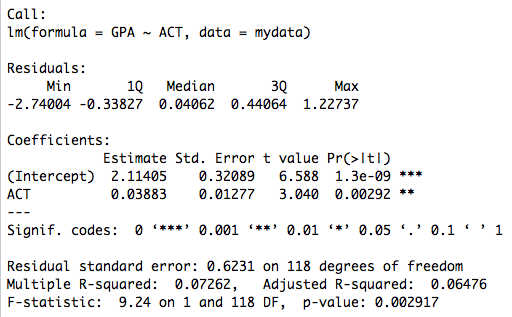 Call:
lm(formula = GPA ~ ACT, data = mydata)
Residuals:
Min 1Q Median 3Q Max
-2.74004 -0.33827 0.04062 0.44064 1.22737
Coefficients:
Estimate Std. Error t value Pr(>|t|)
(Intercept) 2.11405 0.32089 6.588 1.3e-09 ***
ACT 0.03883 0.01277 3.040 0.00292 **
---
Signif. codes: 0 ‘***’ 0.001 ‘**’ 0.01 ‘*’ 0.05 ‘.’ 0.1 ‘ ’ 1
Residual standard error: 0.6231 on 118 degrees of freedom
Multiple R-squared: 0.07262, Adjusted R-squared: 0.06476
F-statistic: 9.24 on 1 and 118 DF, p-value: 0.002917